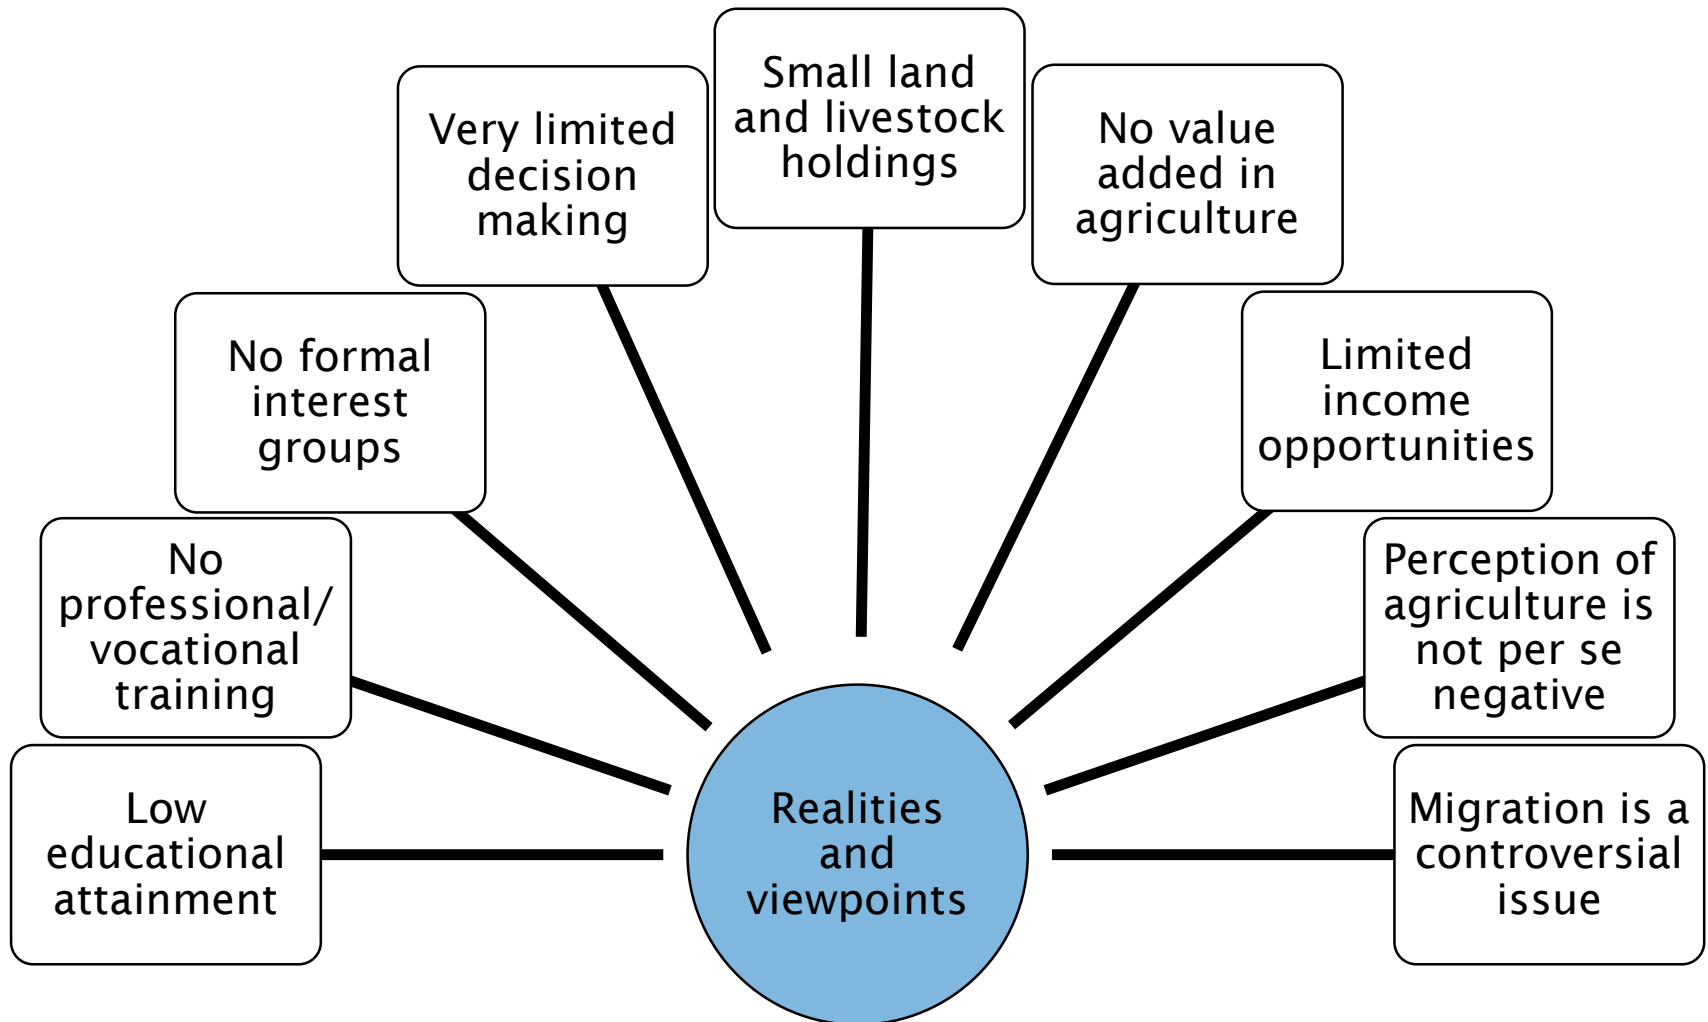 Small land
and livestock
holdings
Very limited
decision
making
No value
added in
agriculture
No formal
interest
groups
Limited
income
opportunities
No
professional/
vocational
training
Perception of
agriculture is
not per se
negative
Low
educational
attainment
Realities
and
viewpoints
Migration is a
controversial
issue